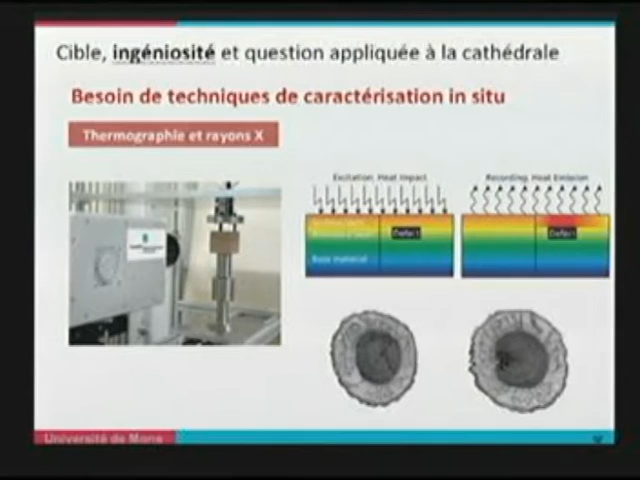 Cible, ingéniosité et question appliquée à la cathédrale
Besoin de techniques de caractérisation in situ
Thermographie et rayons X
Excitation, Heat Impact
Recording, Heat Emission
Defect
Defect
Base material
Université de Mons